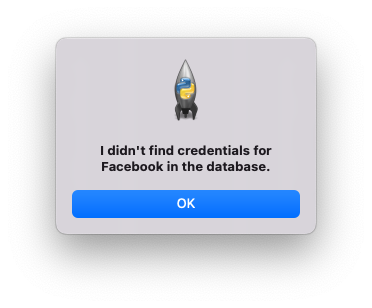 I didn't find credentials for
Facebook in the database.
OK